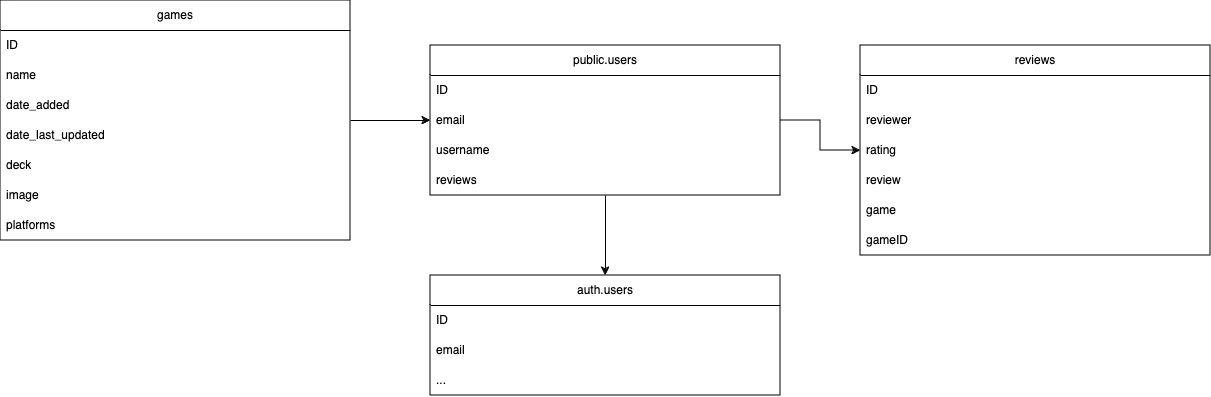 games
ID
name
date_added
date_last_updated
deck
image
platforms
public.users
ID
email
username
reviews
reviews
ID
reviewer
rating
review
game
gameID
auth.users
ID
email
...